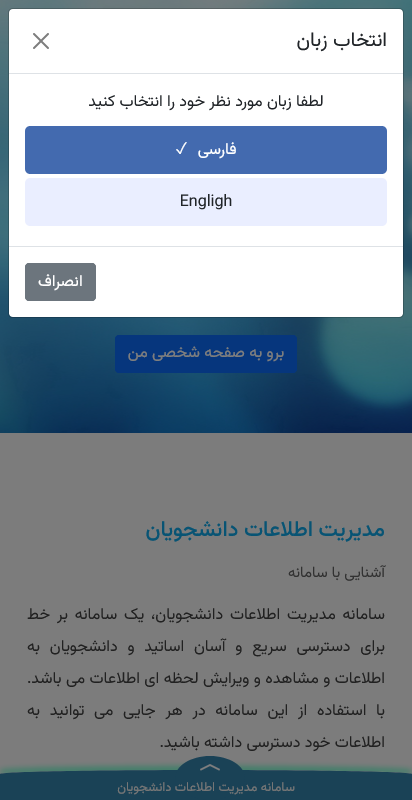 انتخاب زبان
لطفا زبان مورد نظر خود را انتخاب کنید
فارسی ✓
Engligh
انصراف
برو به صفحه شخصی من
مدیریت اطلاعات دانشجویان
آشنایی با سامانه
سامانه مدیریت اطلاعات دانشجویان، یک سامانه بر خط
برای دسترسی سریع و آسان اساتید و دانشجویان به
اطلاعات و مشاهده و ویرایش لحظه ای اطلاعات می باشد.
با استفاده از این سامانه در هر جایی می توانید به
اطلاعات خود دسترسی داشته باشید.
سامانه مدیریت اطلاعات دانشجویان